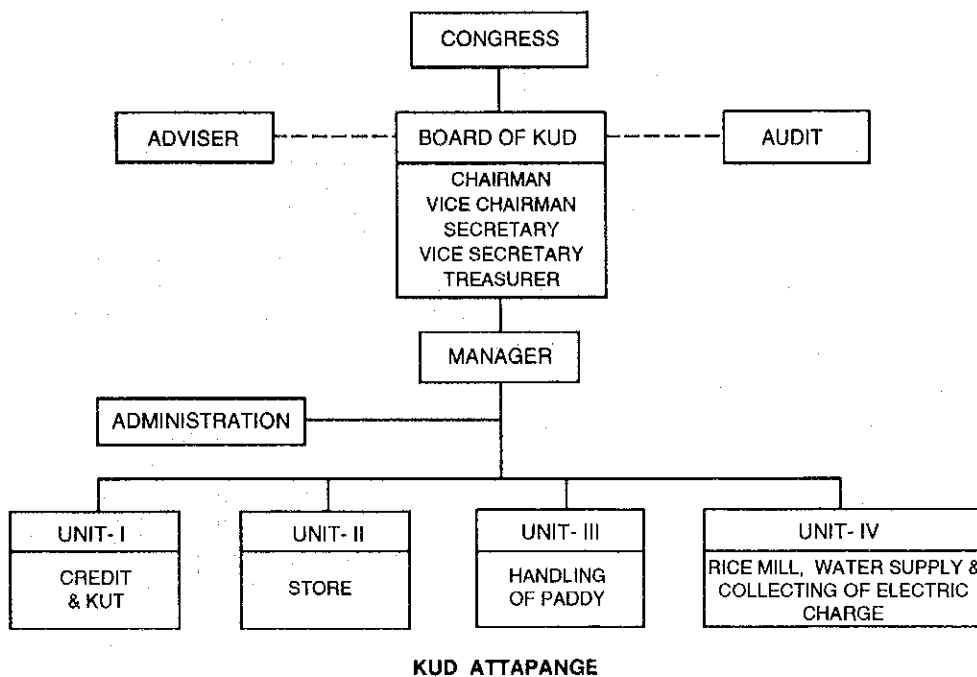 CONGRESS
ADVISER
BOARD OF KUD
AUDIT
CHAIRMAN
VICE CHAIRMAN
SECRETARY
VICE SECRETARY
TREASURER
MANAGER
ADMINISTRATION
UNIT- I
CREDIT
& KUT
UNIT- II
STORE
UNIT- III
HANDLING
OF PADDY
UNIT- IV
RICE MILL, WATER SUPPLY &
COLLECTING OF ELECTRIC
CHARGE
KUD ATTAPANGE